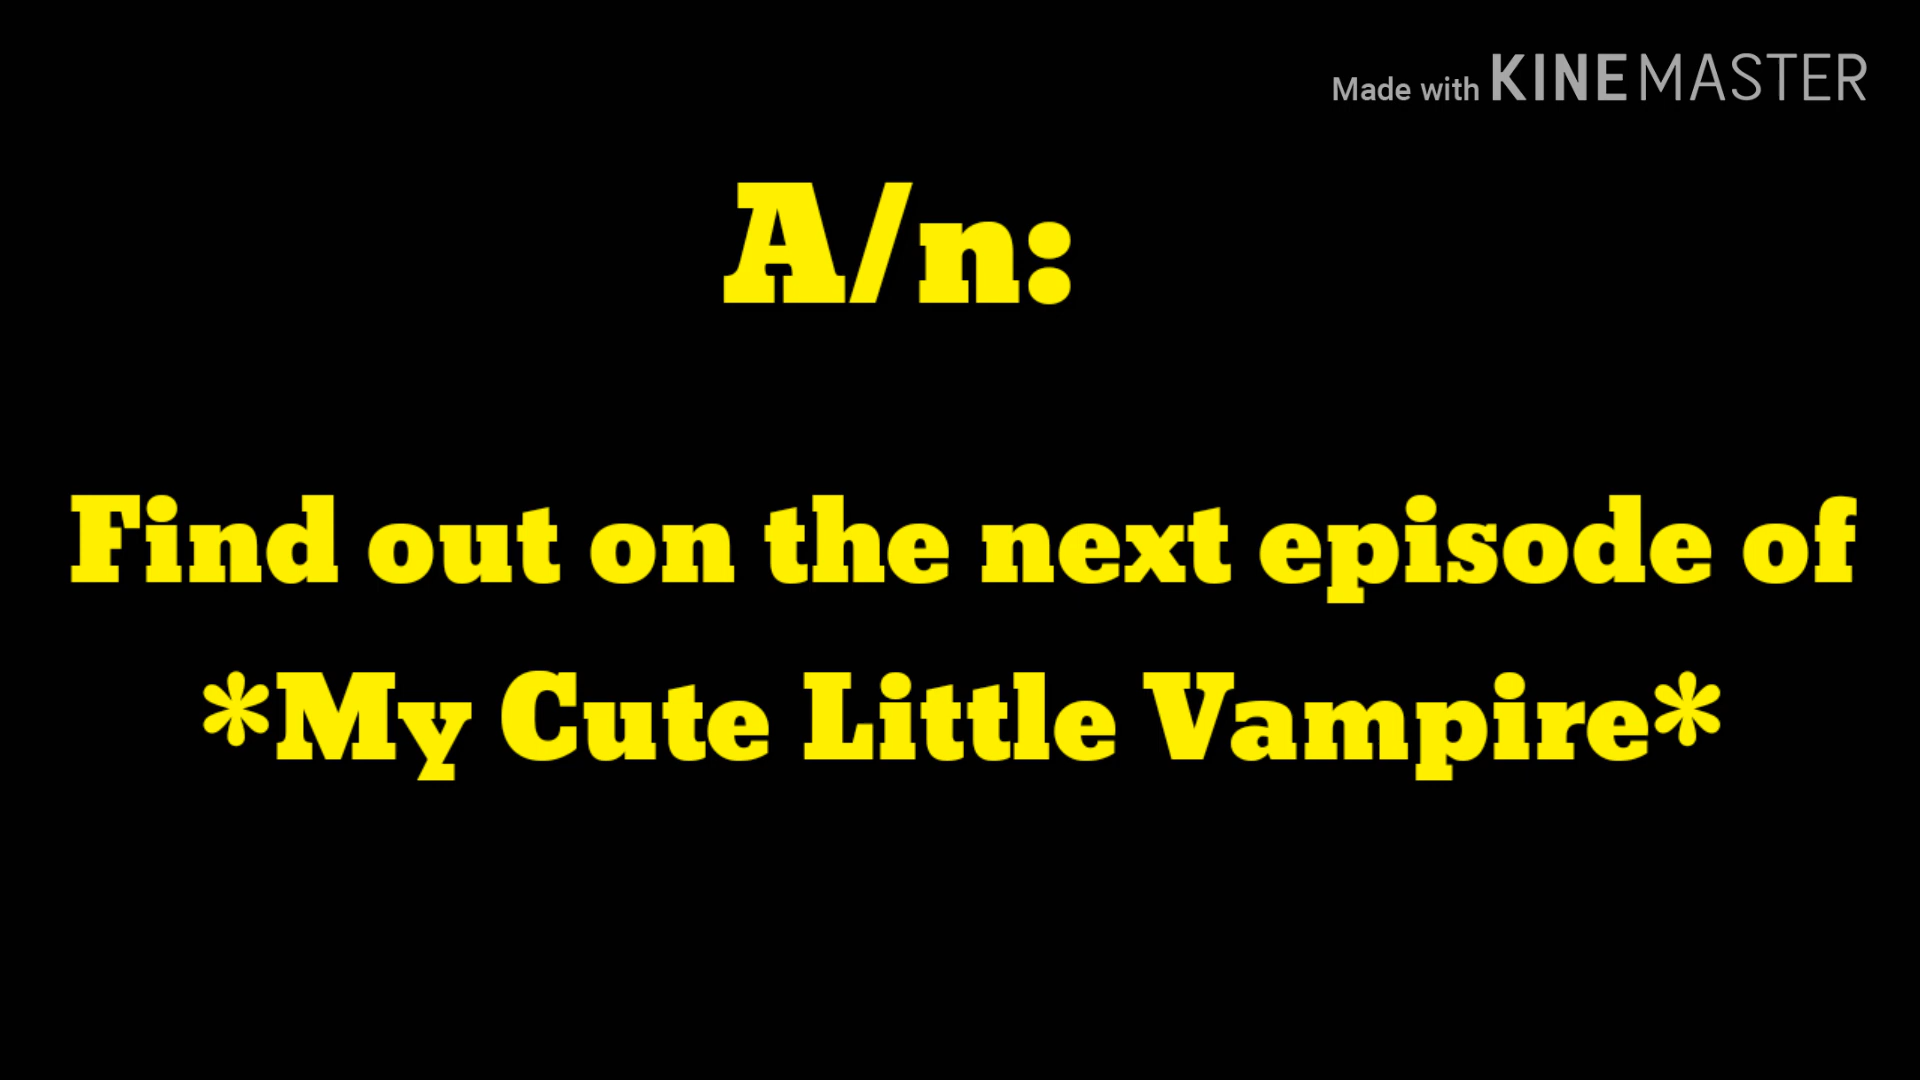 Made with KINEMASTER
A/n:
Find out on the next episode of
*My Cute Little Vampire*